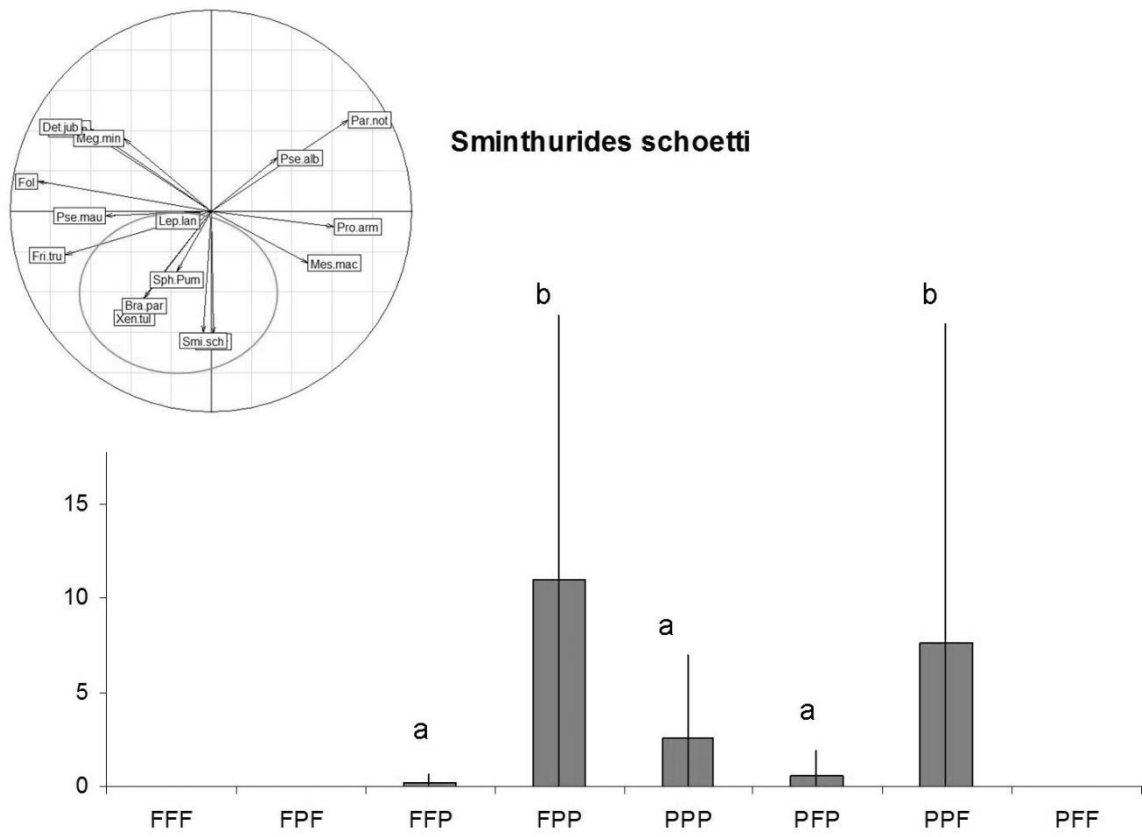 Det.jub
Meg.min
Par.not
Pse.alb
Sminthurides schoetti
Fol
Pse.mau
Lep.lan
Pro.arm
Fri.tru
Mes.mac
Sph.Pum
Bra.par
Xen.tul
Smi.sch
b
b
15
10
a
5
a
a
0
FFF FPF FFP FPP PPP PFP PPF PFF